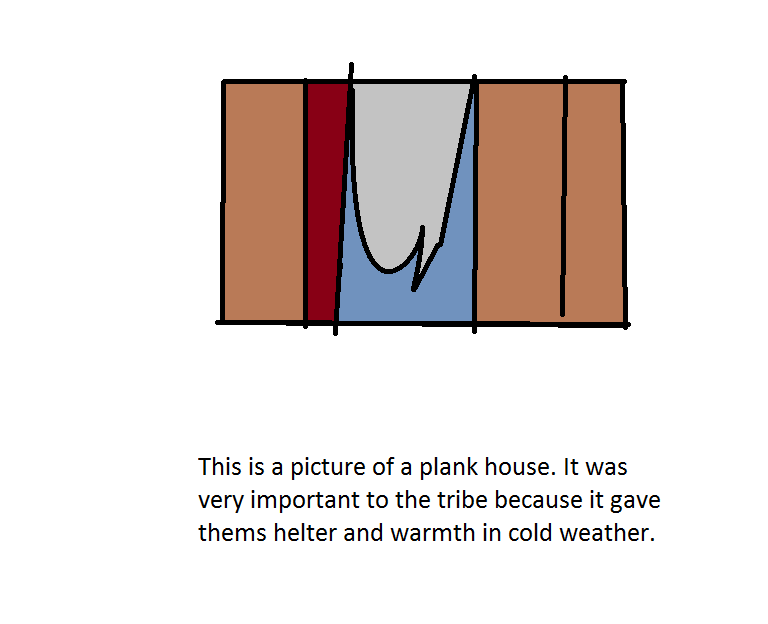 This is a picture of a plank house. It was
very important to the tribe because it gave
thems helter and warmth in cold weather.